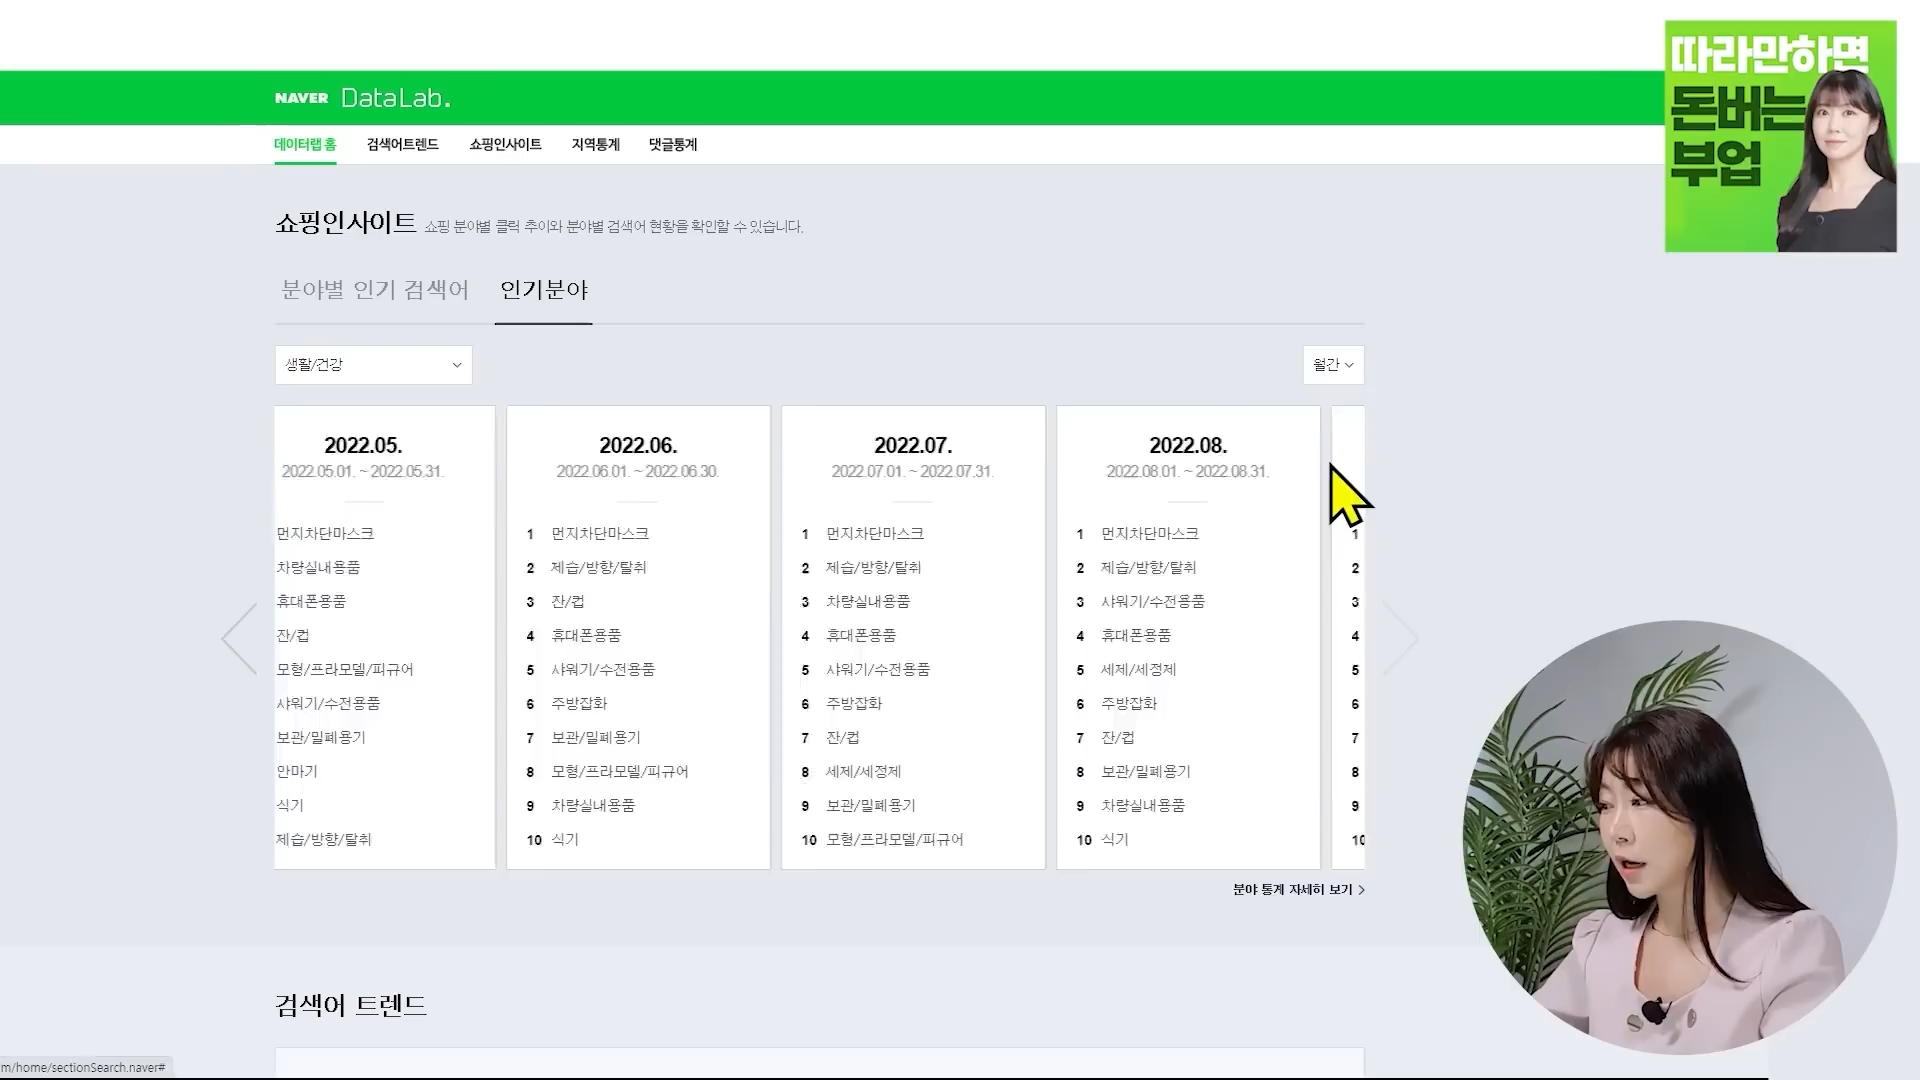 따라만하면
돈버는
부업
NAVER DataLab.
데이터랩 홈 검색어트렌드 쇼핑인사이트 지역통계 댓글통계
쇼핑인사이트 쇼핑 분야별 클릭 추이와 분야별 검색어 현황을 확인할 수 있습니다.
분야별 인기 검색어 인기분야
생활/건강 월간
2022.05.
2022.05.01. ~ 2022.05.31.
먼지차단마스크
차량실내용품
휴대폰용품
잔/컵
모형/프라모델/피규어
샤워기/수전용품
보관/밀폐용기
안마기
식기
제습/방향/탈취
2022.06.
2022.06.01. ~ 2022.06.30.
1 먼지차단마스크
2 제습/방향/탈취
3 잔/컵
4 휴대폰용품
5 샤워기/수전용품
6 주방잡화
7 보관/밀폐용기
8 모형/프라모델/피규어
9 차량실내용품
10 식기
2022.07.
2022.07.01. ~ 2022.07.31.
1 먼지차단마스크
2 제습/방향/탈취
3 차량실내용품
4 휴대폰용품
5 샤워기/수전용품
6 주방잡화
7 잔/컵
8 세제/세정제
9 보관/밀폐용기
10 모형/프라모델/피규어
2022.08.
2022.08.01. ~ 2022.08.31.
1 먼지차단마스크
2 제습/방향/탈취
3 샤워기/수전용품
4 휴대폰용품
5 세제/세정제
6 주방잡화
7 잔/컵
8 보관/밀폐용기
9 차량실내용품
10 식기
1
2
3
4
5
6
7
8
9
10
분야 통계 자세히 보기 >
검색어 트렌드
m/home/sectionSearch.naver#